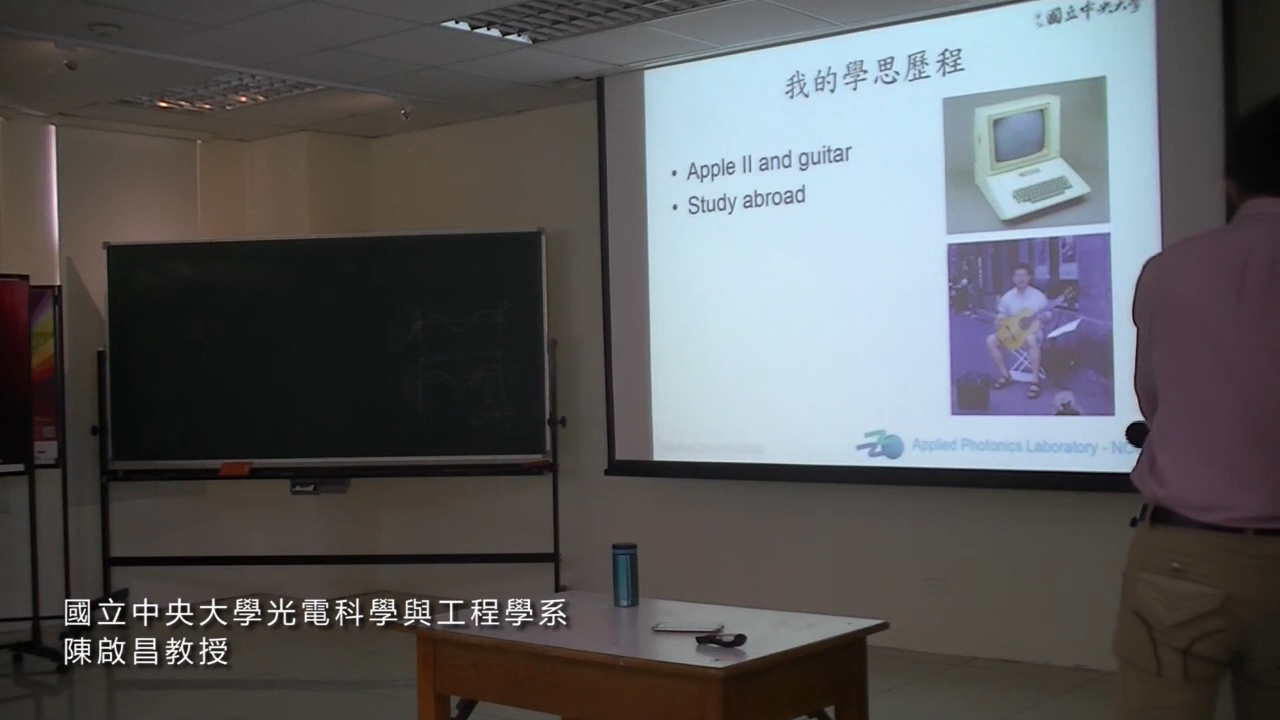 國立中央大學
我的學思歷程
• Apple II and guitar
• Study abroad
Applied Photonics Laboratory - NC
國立中央大學光電科學與工程學系
陳啟昌教授